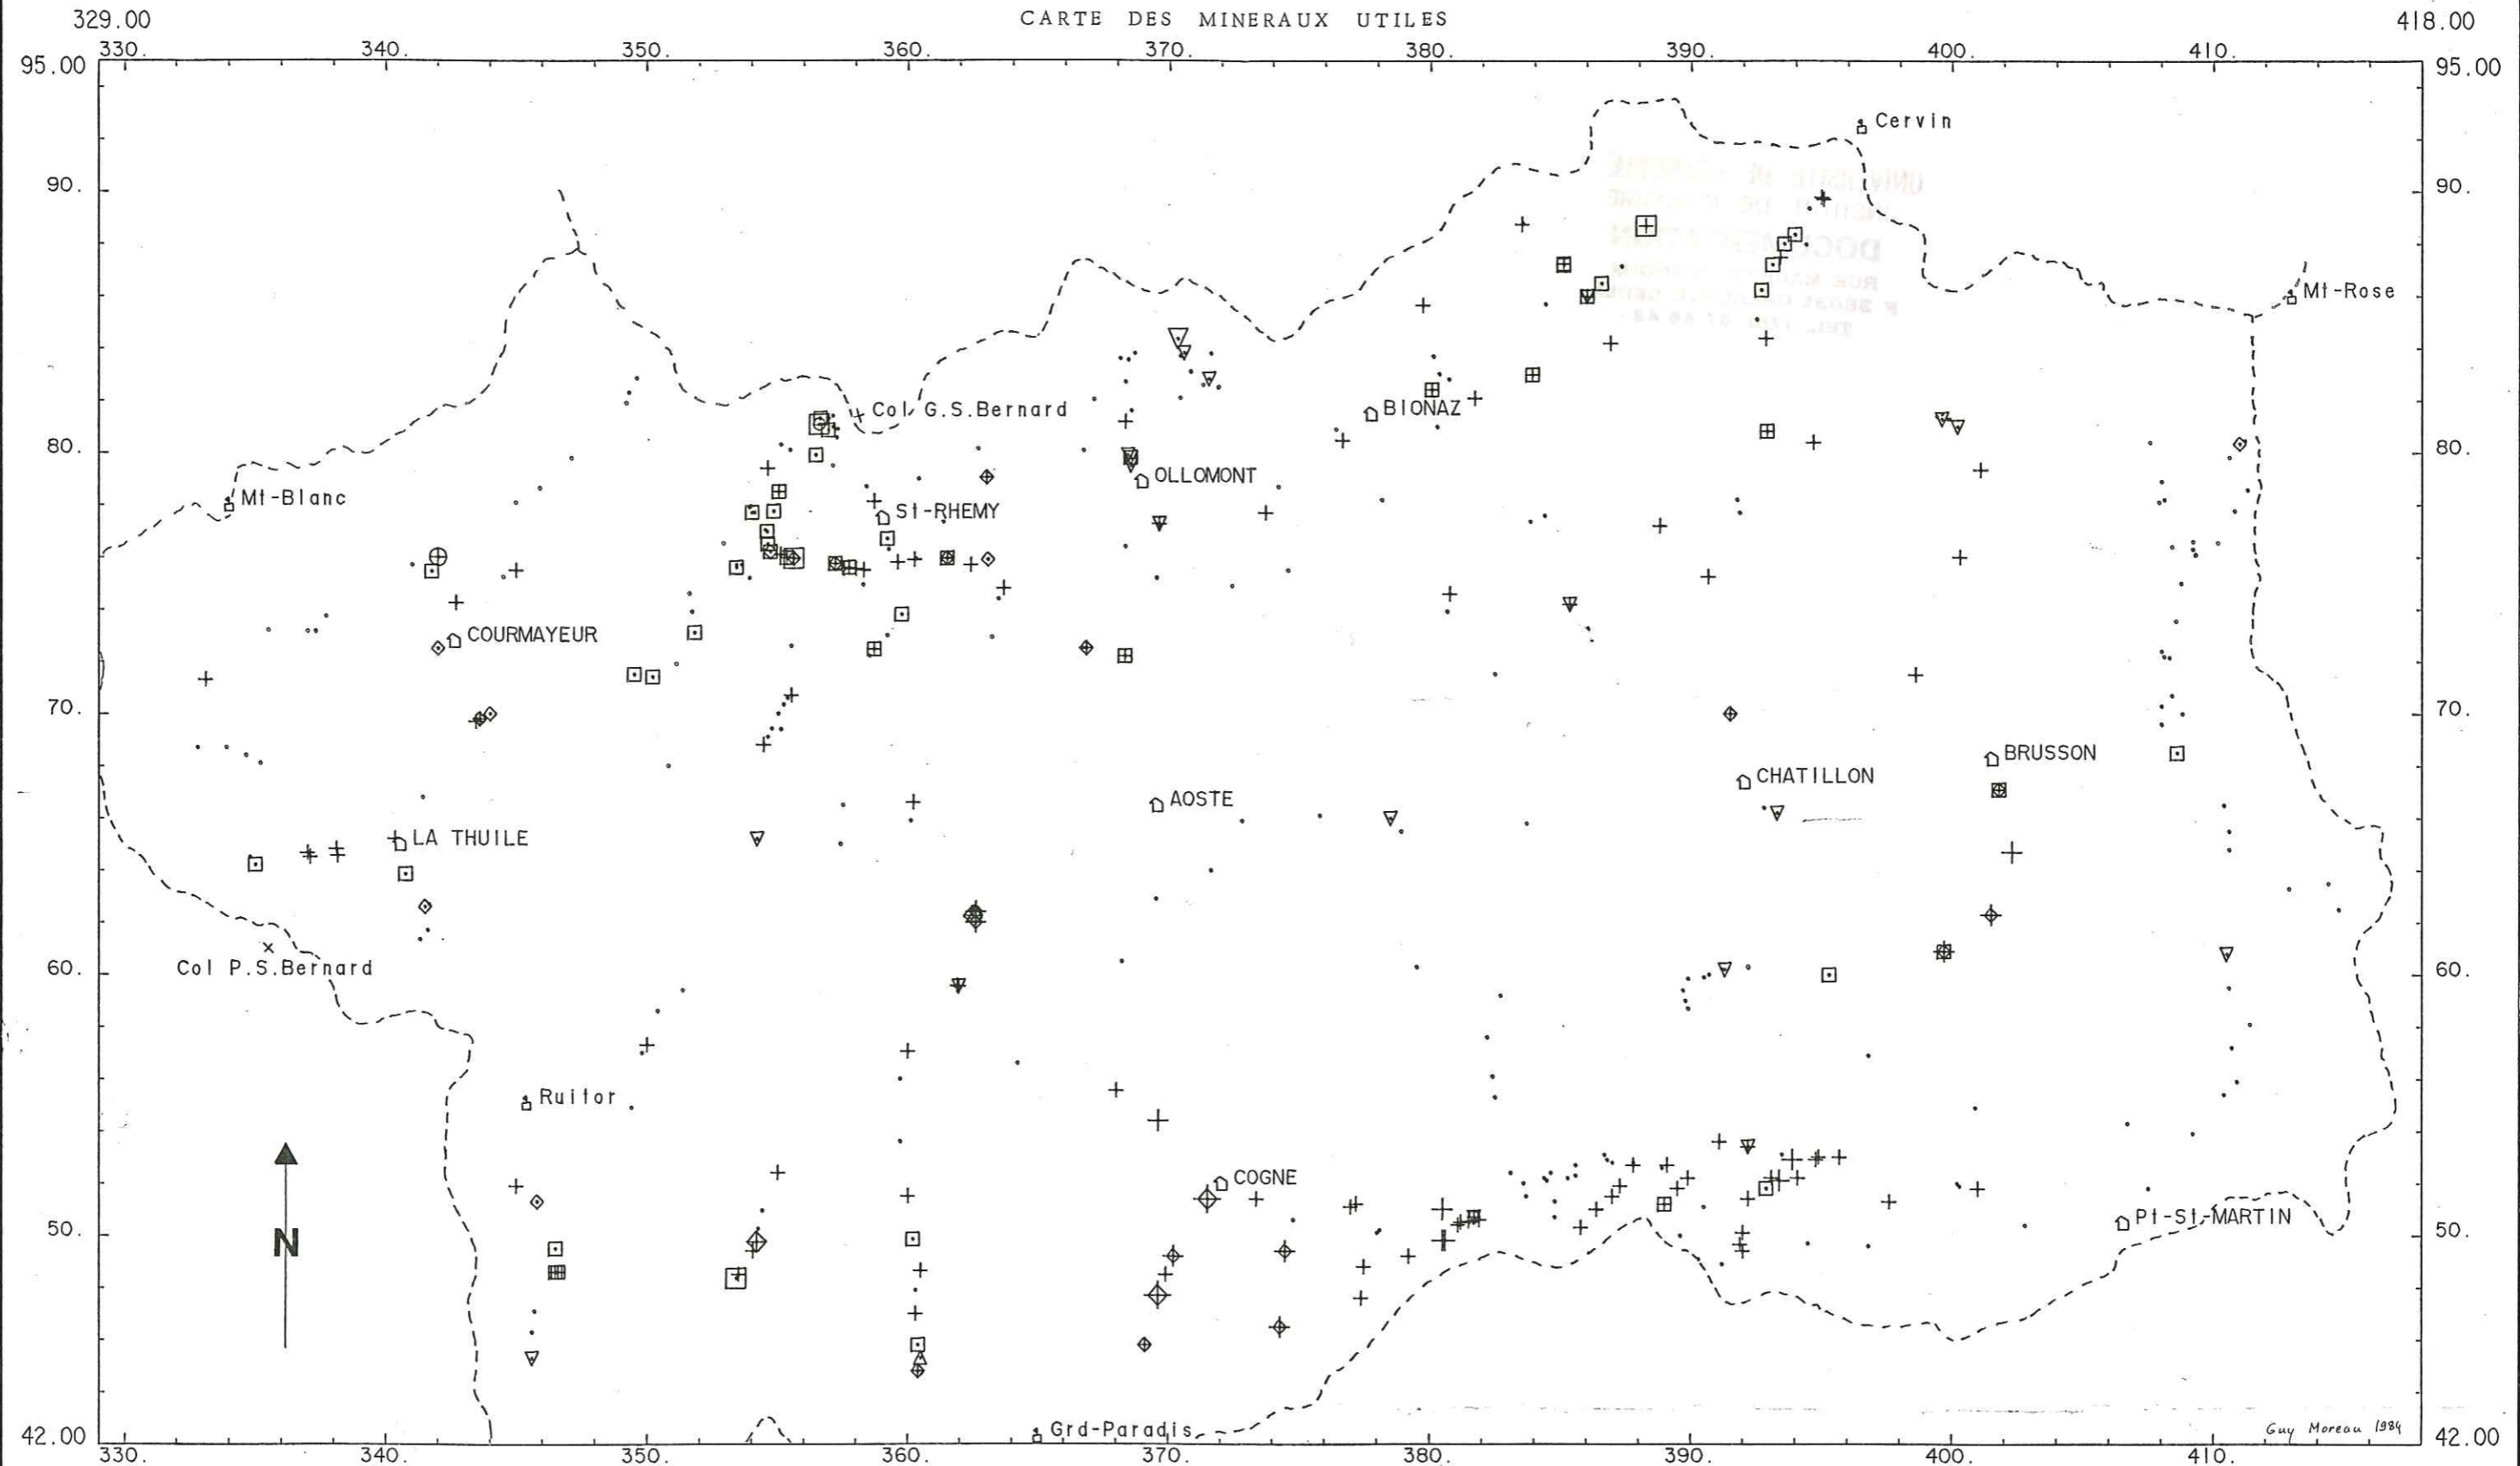 329.00 CARTE DES MINERAUX UTILES 418.00
330. 340. 350. 360. 370. 380. 390. 400. 410.
95.00 95.00
Cervin
90. 90.
DOCUMENTATION
Mt-Rose
Col G.S.Bernard
BIONAZ
80. 80.
OLLOMONT
Mt-Blanc
St-RHEMY
COURMAYEUR
70. 70.
BRUSSON
CHATILLON
AOSTE
LA THUILE
60. 60.
Col P.S.Bernard
Ruitor
COGNE
50. 50.
N
Pt-St-MARTIN
Grd-Paradis
Guy Moreau 1984
42.00 42.00
330. 340. 350. 360. 370. 380. 390. 400. 410.